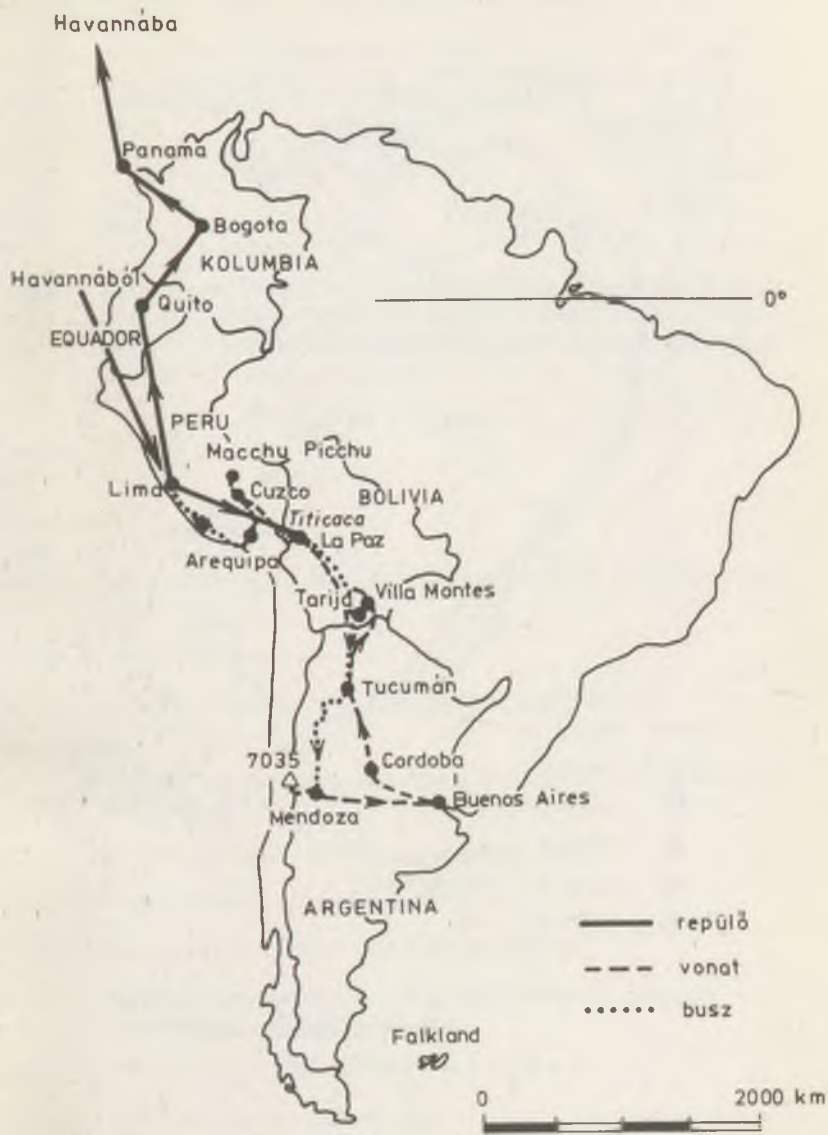 Havannába
Panama
Bogota
KOLUMBIA
Havannából
Quito
0°
EQUADOR
PERU
Macchu Picchu
Lima
Cuzco
BOLIVIA
Titicaca
La Paz
Arequipa
Tarija
Villa Montes
Tucumán
7035
Cordoba
Mendoza
Buenos Aires
ARGENTINA
repülő
vonat
busz
Falkland
0 2000 km